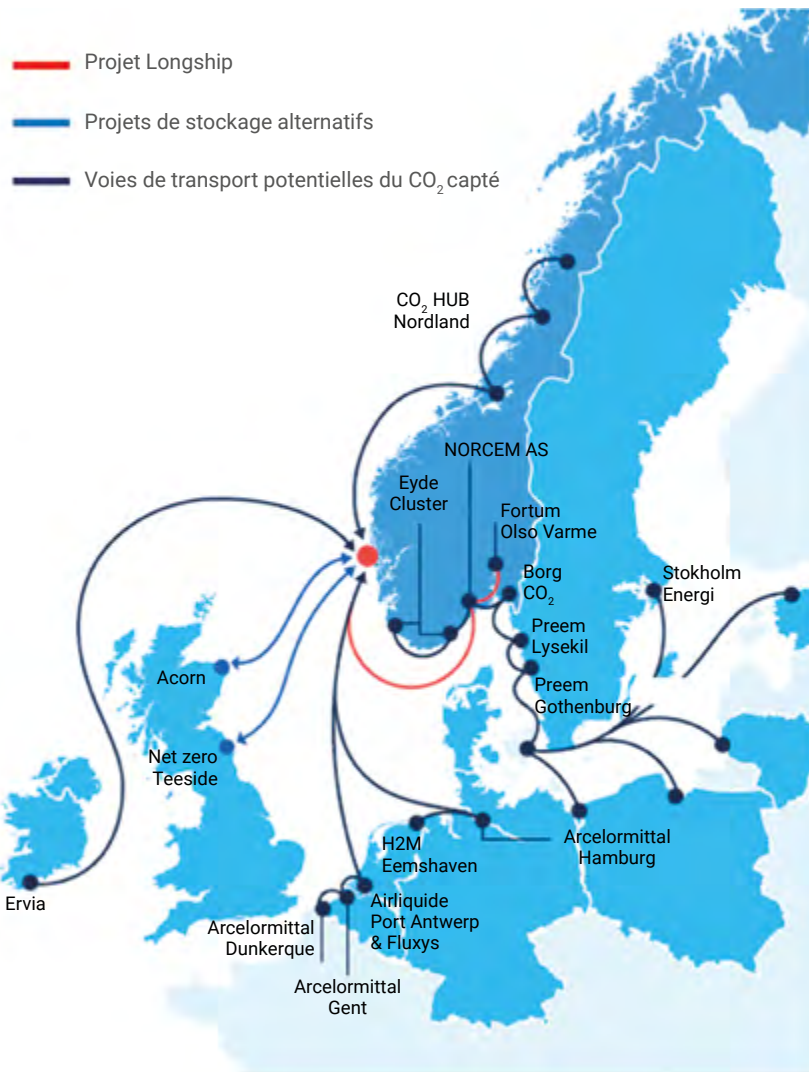 Projet Longship
Projets de stockage alternatifs
Voies de transport potentielles du CO₂ capté
CO₂ HUB
Nordland
NORCEM AS
Eyde
Cluster
Fortum
Olso Varme
Borg
CO₂
Stokholm
Energi
Preem
Lysekil
Acorn
Preem
Gothenburg
Net zero
Teeside
H2M
Eemshaven
Arcelormittal
Hamburg
Ervia
Airliquide
Port Antwerp
& Fluxys
Arcelormittal
Dunkerque
Arcelormittal
Gent